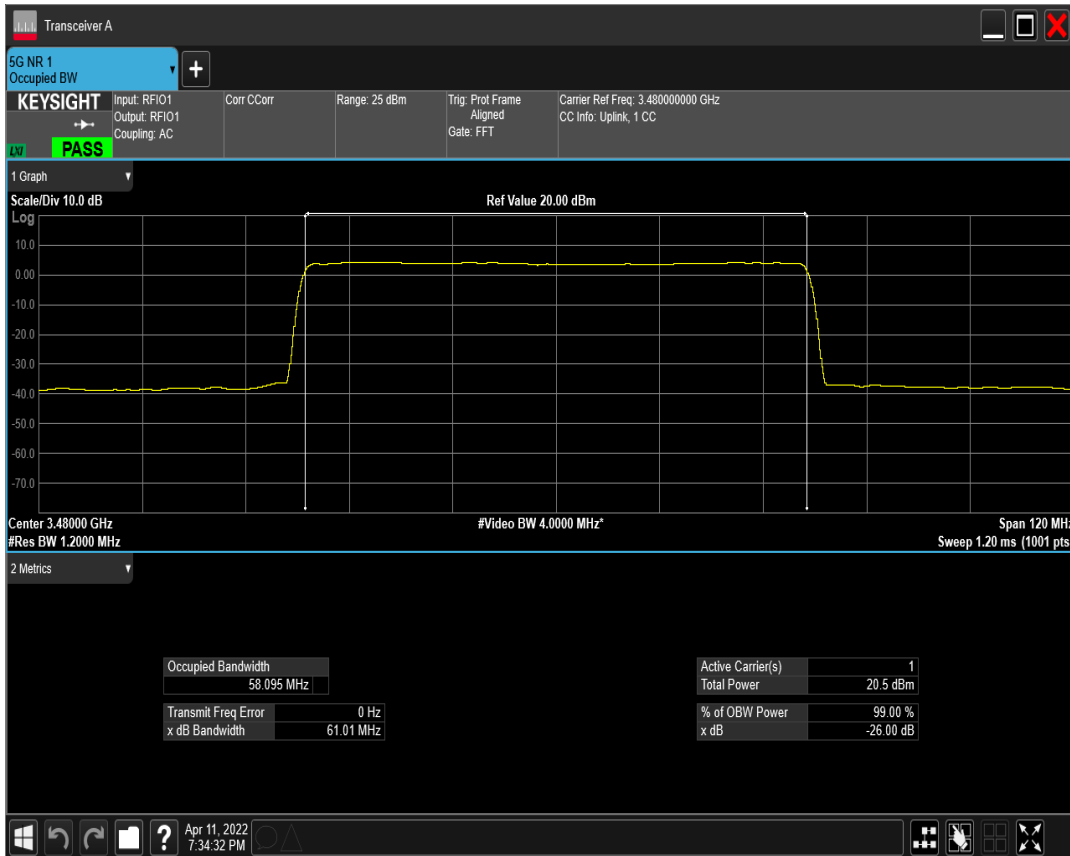 Transceiver A
5G NR 1
Occupied BW
KEYSIGHT
LXI
PASS
Input: RFIO1
Output: RFIO1
Coupling: AC
Corr CCorr
Range: 25 dBm
Trig: Prot Frame
Aligned
Gate: FFT
Carrier Ref Freq: 3.480000000 GHz
CC Info: Uplink, 1 CC
1 Graph
Scale/Div 10.0 dB
Ref Value 20.00 dBm
Log
10.0
0.00
-10.0
-20.0
-30.0
-40.0
-50.0
-60.0
-70.0
Center 3.48000 GHz
#Video BW 4.0000 MHz*
Span 120 MHz
#Res BW 1.2000 MHz
Sweep 1.20 ms (1001 pts
2 Metrics
Occupied Bandwidth
58.095 MHz
Transmit Freq Error 0 Hz
x dB Bandwidth 61.01 MHz
Active Carrier(s) 1
Total Power 20.5 dBm
% of OBW Power 99.00 %
x dB -26.00 dB
?
Apr 11, 2022
7:34:32 PM